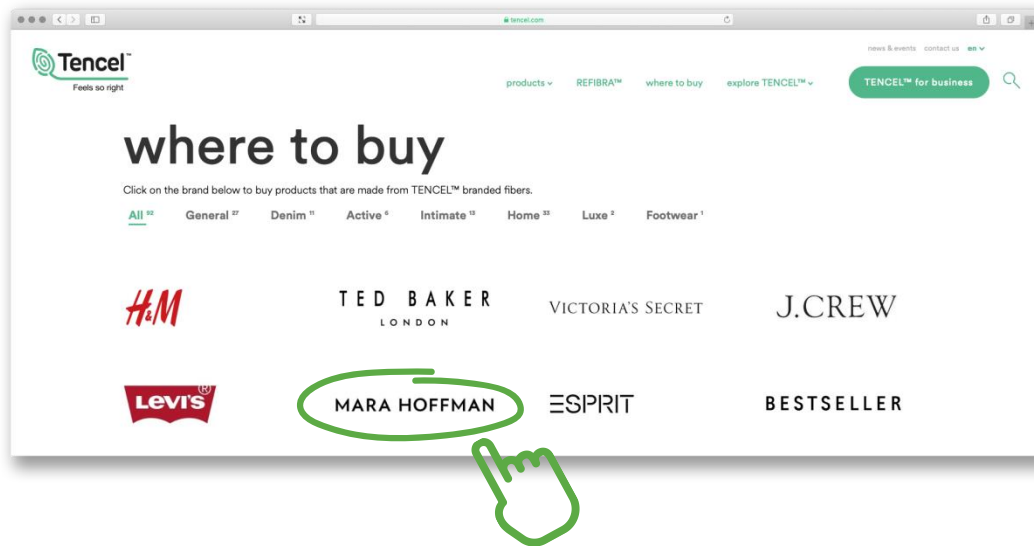 tencel.com
news & events contact us en
Tencel™
Feels so right
products REFIBRA™ where to buy explore TENCEL™ TENCEL™ for business
where to buy
Click on the brand below to buy products that are made from TENCEL™ branded fibers.
All 92 General 27 Denim 11 Active 6 Intimate 13 Home 33 Luxe 2 Footwear 1
H&M
TED BAKER
LONDON
VICTORIA'S SECRET
J.CREW
LEVI'S®
MARA HOFFMAN
ESPRIT
BESTSELLER